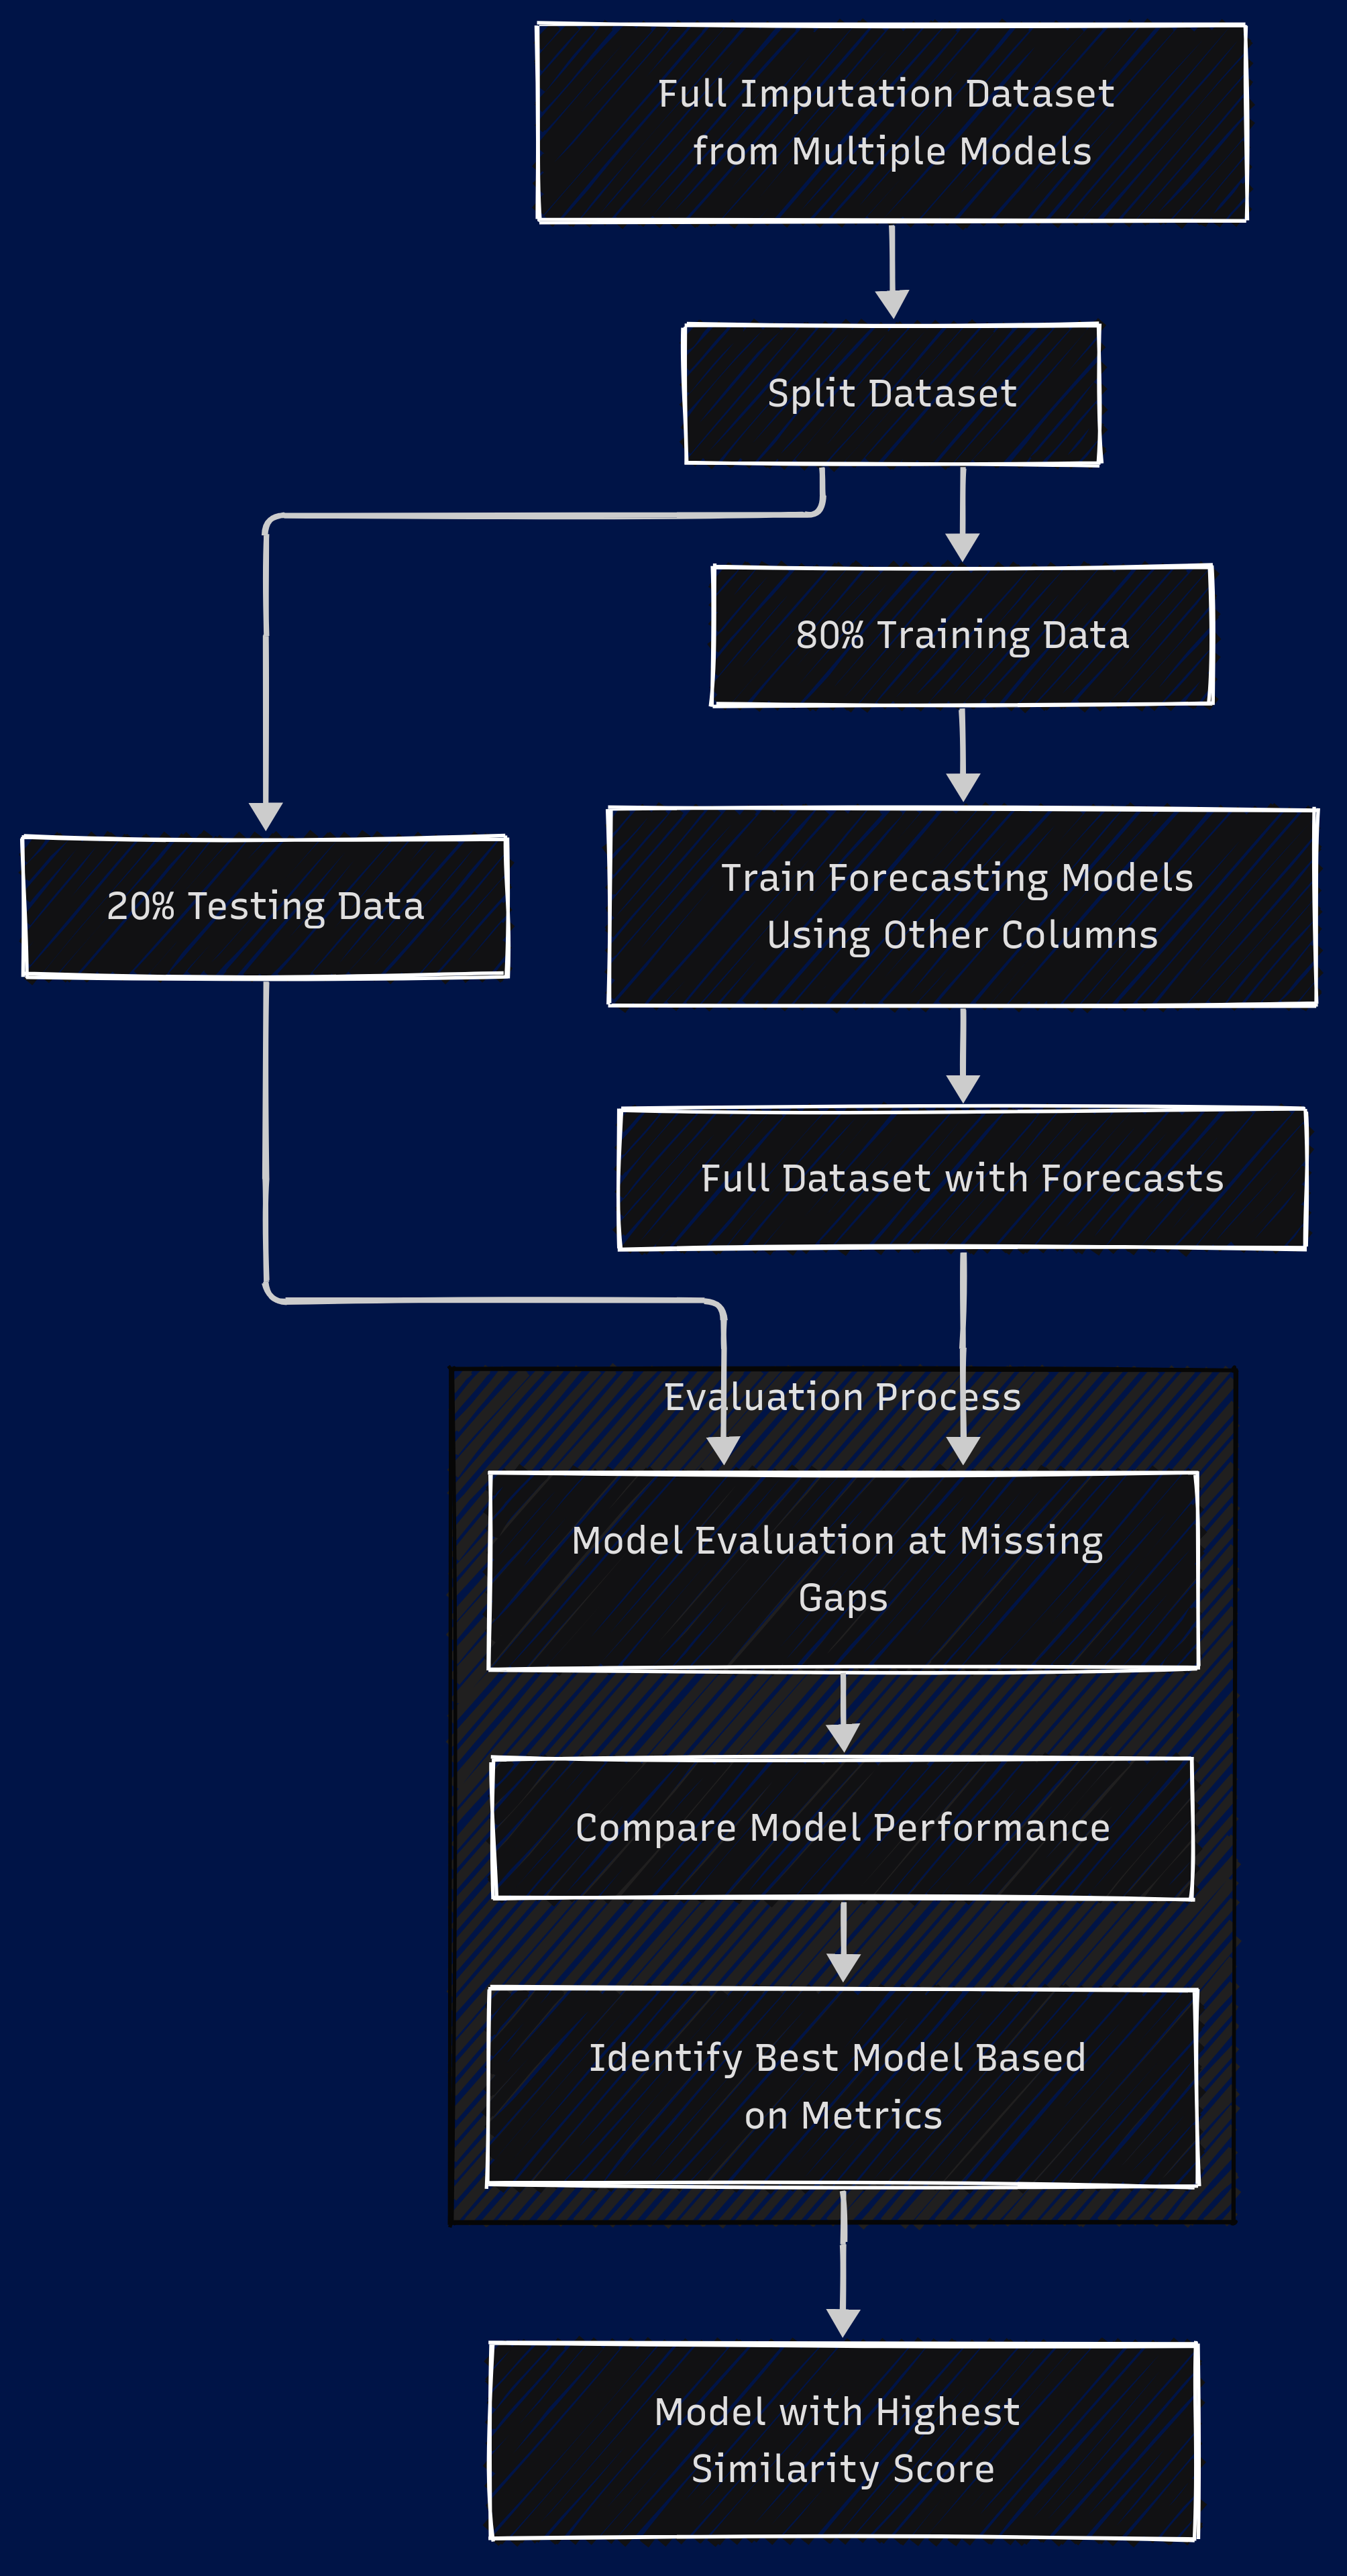 Full Imputation Dataset
from Multiple Models
Split Dataset
80% Training Data
20% Testing Data
Train Forecasting Models
Using Other Columns
Full Dataset with Forecasts
Evaluation Process
Model Evaluation at Missing
Gaps
Compare Model Performance
Identify Best Model Based
on Metrics
Model with Highest
Similarity Score